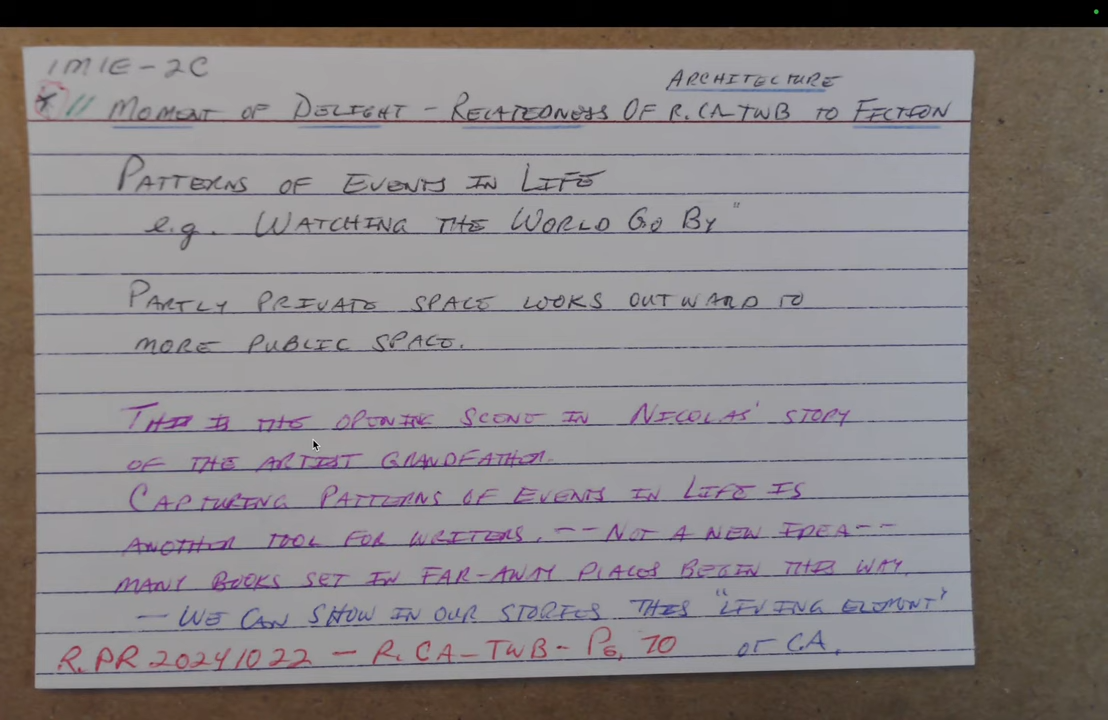 1M1E-2C
ARCHITECTURE
* // MOMENT OF DELIGHT - RELATEDNESS OF R.CA-TWB TO FICTION
PATTERNS OF EVENTS IN LIFE
e.g. WATCHING THE WORLD GO BY"
PARTLY PRIVATE SPACE LOOKS OUTWARD TO
MORE PUBLIC SPACE.
THIS IS THE OPENING SCENE IN NICOLAS' STORY
OF THE ARTIST GRANDFATHER.
CAPTURING PATTERNS OF EVENTS IN LIFE IS
ANOTHER TOOL FOR WRITERS. -- NOT A NEW IDEA--
MANY BOOKS SET IN FAR-AWAY PLACES BEGIN THIS WAY.
- WE CAN SHOW IN OUR STORIES THIS "LIVING ELEMENT"
OF CA.
R.PR 20241022 - R.CA-TWB- PG, 70